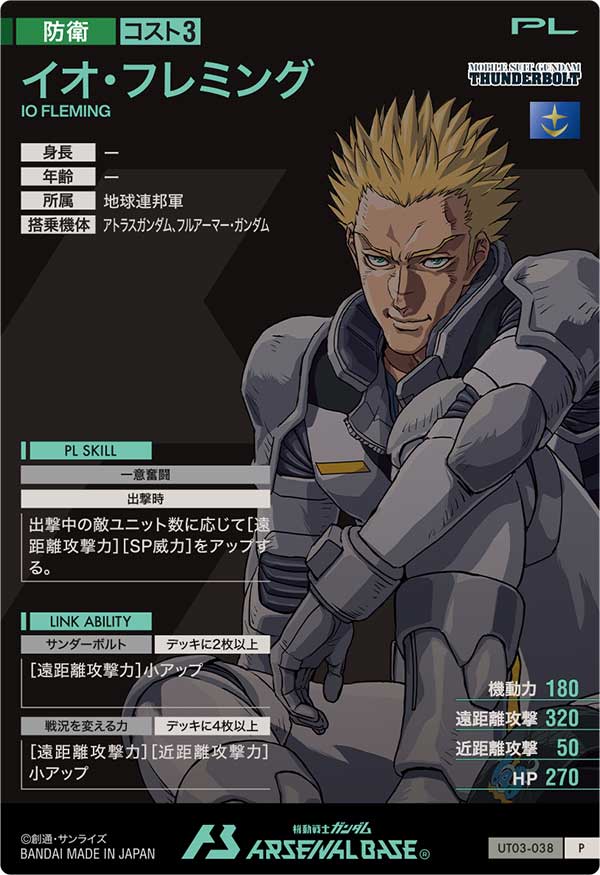 防衛 コスト3 PL
イオ・フレミング
IO FLEMING
MOBILE SUIT GUNDAM
THUNDERBOLT
身長 ー
年齢 ー
所属 地球連邦軍
搭乗機体 アトラスガンダム、フルアーマー・ガンダム
PL SKILL
一意奮闘
出撃時
出撃中の敵ユニット数に応じて[遠
距離攻撃力][SP威力]をアップす
る。
LINK ABILITY
サンダーボルト デッキに2枚以上
[遠距離攻撃力]小アップ
戦況を変える力 デッキに4枚以上
[遠距離攻撃力][近距離攻撃力]
小アップ
機動力 180
遠距離攻撃 320
近距離攻撃 50
HP 270
©創通・サンライズ
BANDAI MADE IN JAPAN
機動戦士ガンダム
ARSENAL BASE®
UT03-038 P